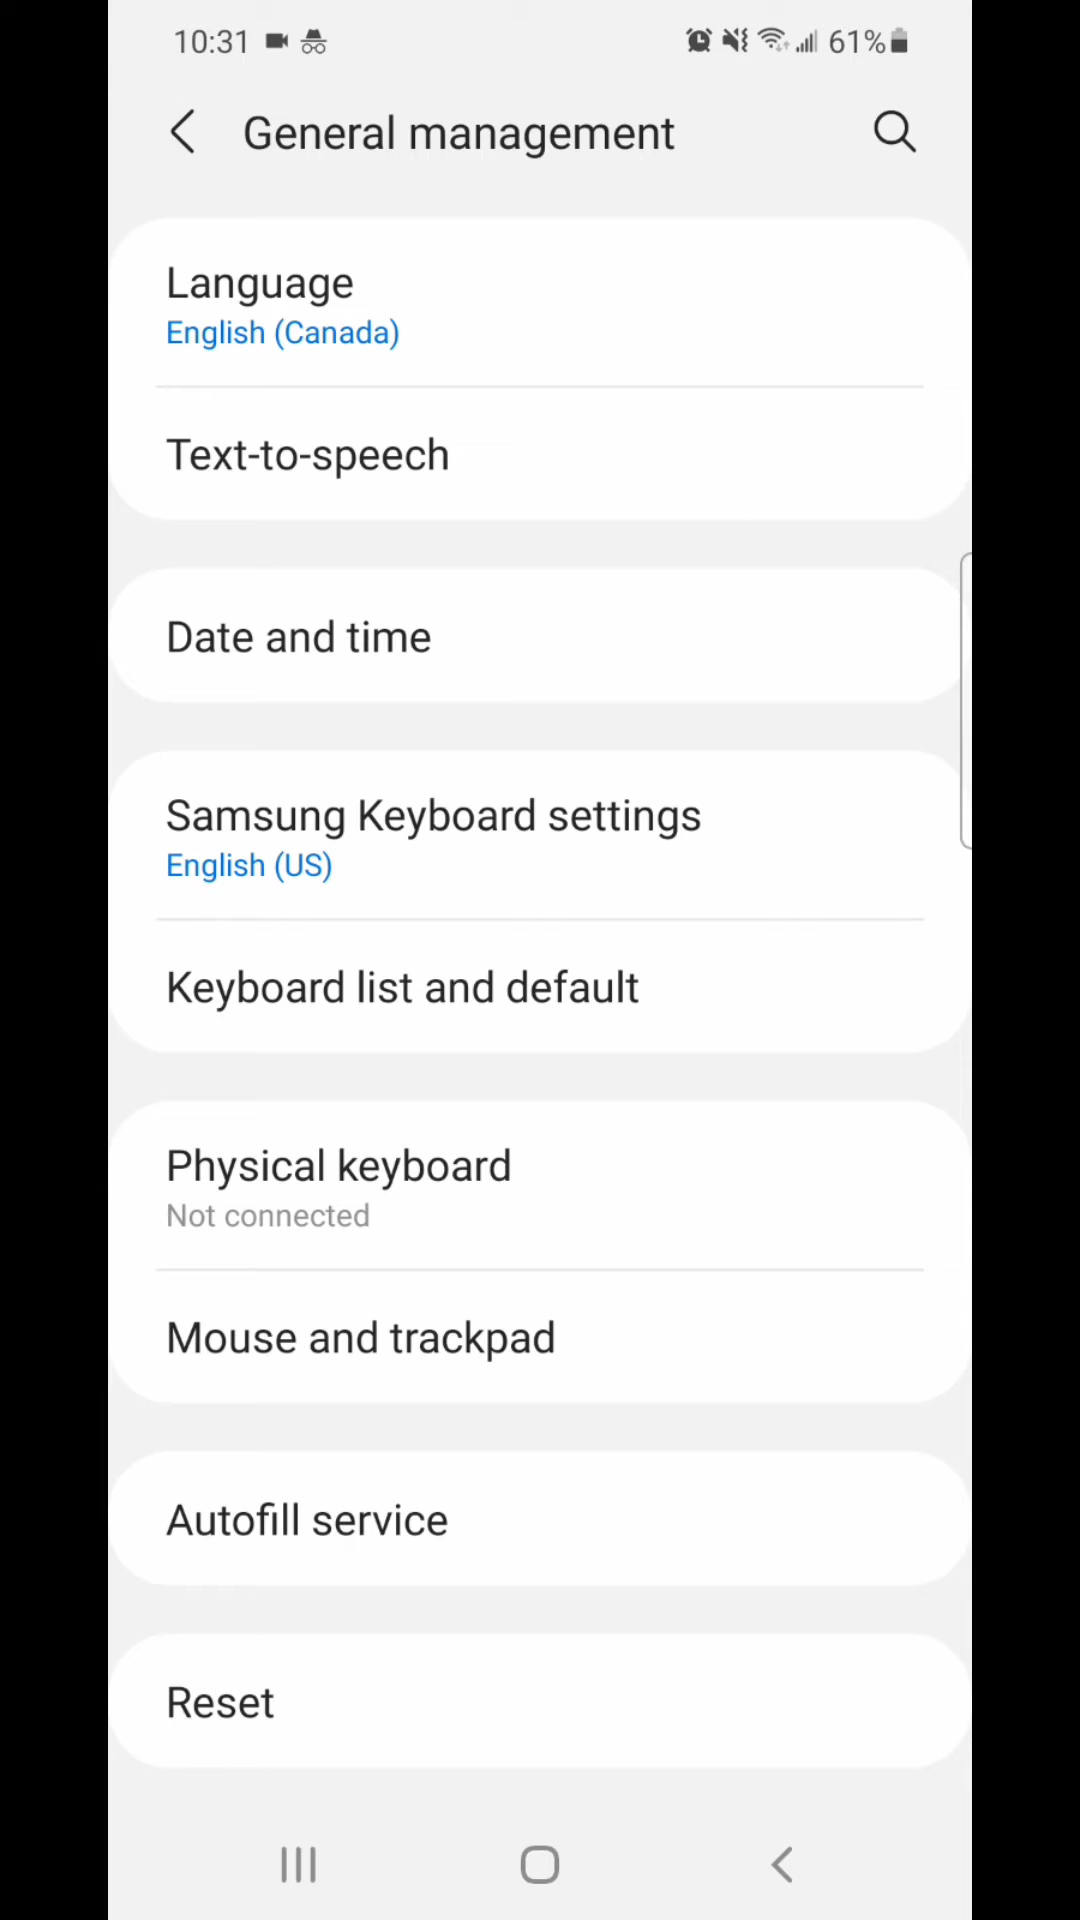 10:31 61%
General management
Language
English (Canada)
Text-to-speech
Date and time
Samsung Keyboard settings
English (US)
Keyboard list and default
Physical keyboard
Not connected
Mouse and trackpad
Autofill service
Reset